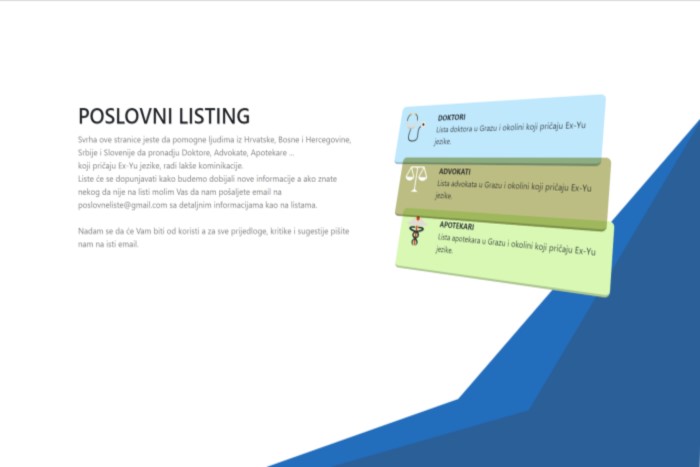 POSLOVNI LISTING
Svrha ove stranice jeste da pomogne ljudima iz Hrvatske, Bosne i Hercegovine,
Srbije i Slovenije da pronadju Doktore, Advokate, Apotekare ...
koji pričaju Ex-Yu jezike, radi lakše kominikacije.
Liste će se dopunjavati kako budemo dobijali nove informacije a ako znate
nekog da nije na listi molim Vas da nam pošaljete email na
poslovneliste@gmail.com sa detaljnim informacijama kao na listama.
Nadam se da će Vam biti od koristi a za sve prijedloge, kritike i sugestije pišite
nam na isti email.
DOKTORI
Lista doktora u Grazu i okolini koji pričaju Ex-Yu
jezike.
ADVOKATI
Lista advokata u Grazu i okolini koji pričaju Ex-Yu
jezike.
APOTEKARI
Lista apotekara u Grazu i okolini koji pričaju Ex-Yu
jezike.